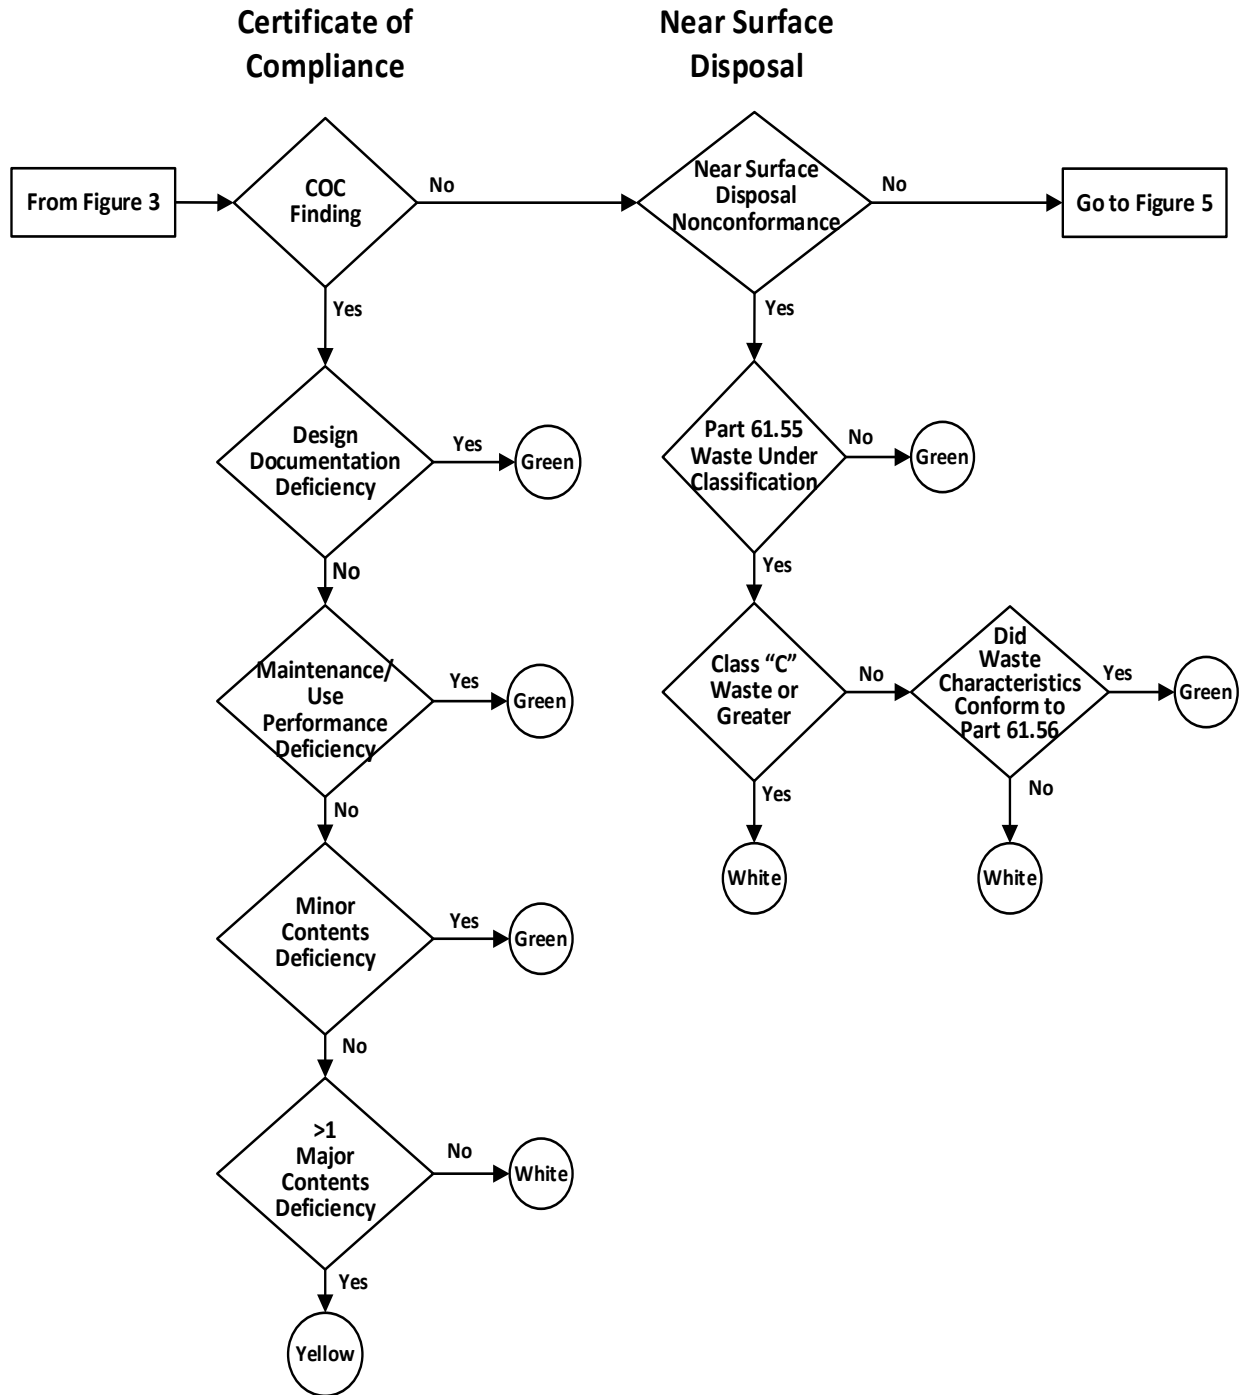 Certificate of
Compliance
Near Surface
Disposal
From Figure 3
COC
Finding
No
Near Surface
Disposal
Nonconformance
No
Go to Figure 5
Yes
Yes
Design
Documentation
Deficiency
Yes
Green
Part 61.55
Waste Under
Classification
No
Green
No
Yes
Maintenance/
Use
Performance
Deficiency
Yes
Green
Class “C”
Waste or
Greater
No
Did
Waste
Characteristics
Conform to
Part 61.56
Yes
Green
No
Yes
No
White
White
Minor
Contents
Deficiency
Yes
Green
No
>1
Major
Contents
Deficiency
No
White
Yes
Yellow